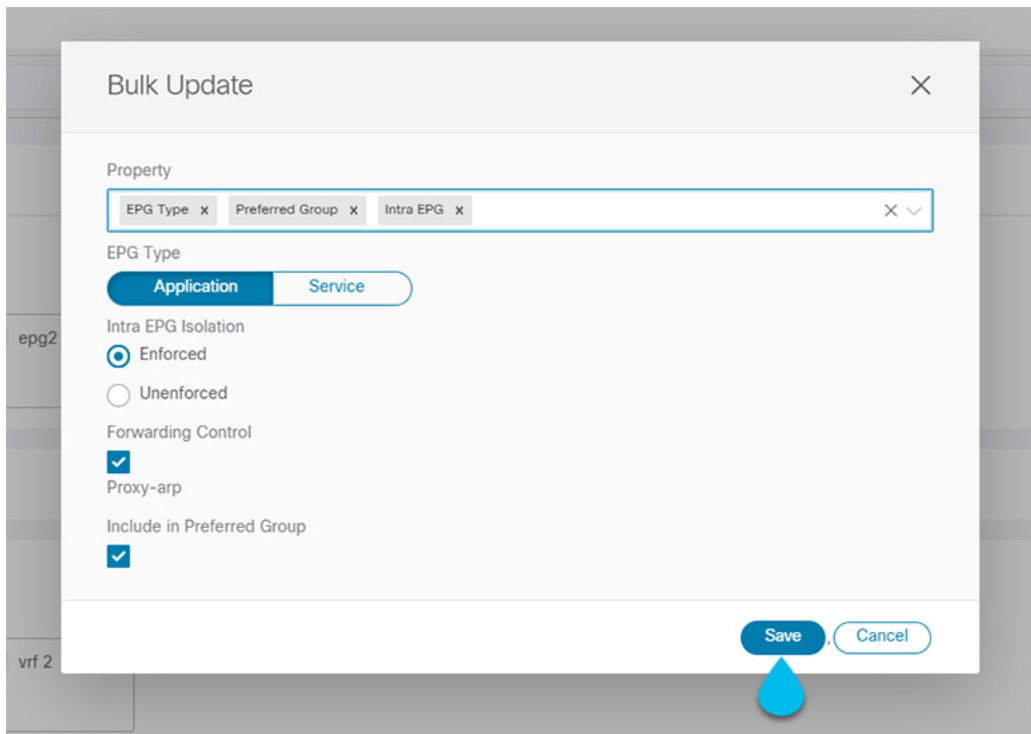 Bulk Update
Property
EPG Type x Preferred Group x Intra EPG x
EPG Type
Application Service
Intra EPG Isolation
epg2
Enforced
Unenforced
Forwarding Control
Proxy-arp
Include in Preferred Group
Save , Cancel
vrf 2